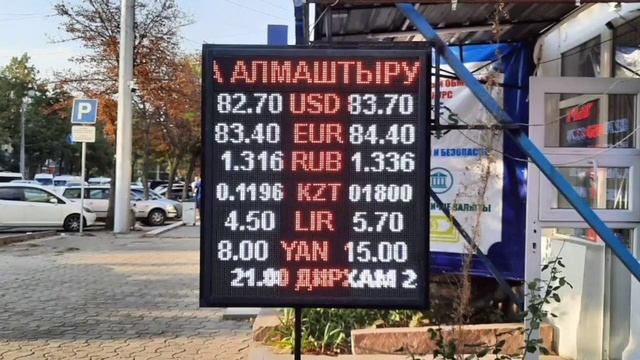 А АЛМАШТЫРУ
82.70 USD 83.70
83.40 EUR 84.40
1.316 RUB 1.336
0.1196 KZT 01800
4.50 LIR 5.70
8.00 YAN 15.00
21.00 ДИРХАМ 2
P
И БЕЗОПАС